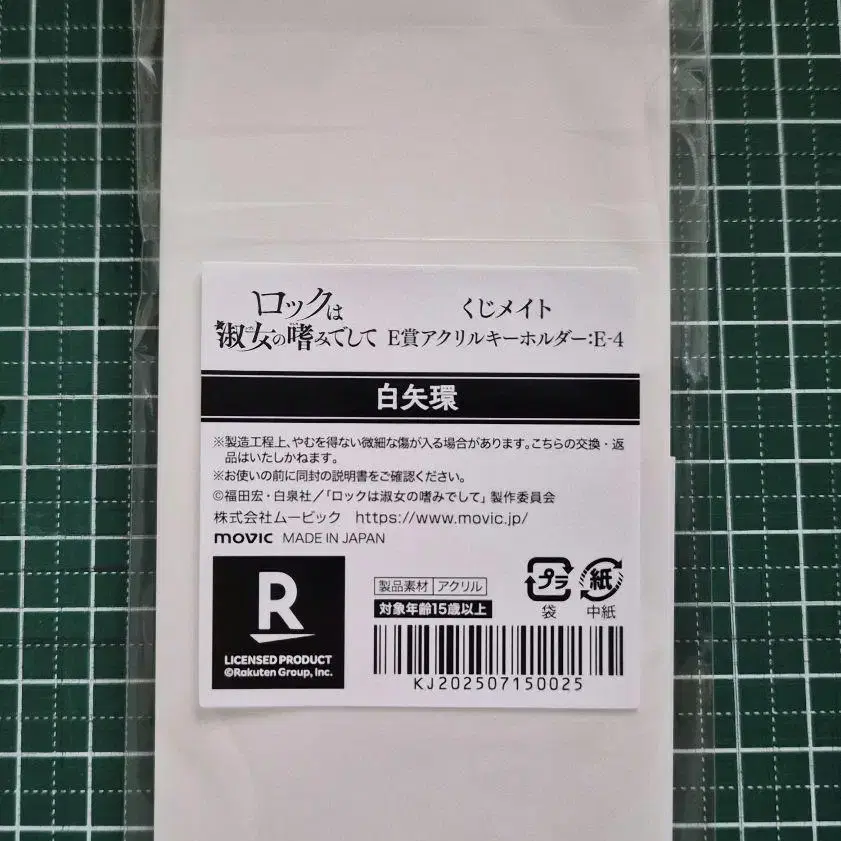 ロックは
淑女の嗜みでして
くじメイト
E賞アクリルキーホルダー:E-4
白矢環
※製造工程上、やむを得ない微細な傷が入る場合があります。こちらの交換・返
品はいたしかねます。
※お使いの前に同封の説明書をご確認ください。
©福田宏・白泉社/「ロックは淑女の嗜みでして」製作委員会
株式会社ムービック https://www.movic.jp/
movic MADE IN JAPAN
R
LICENSED PRODUCT
©Rakuten Group, Inc.
製品素材 アクリル
対象年齢15歳以上
プラ
袋
紙
中紙
KJ202507150025